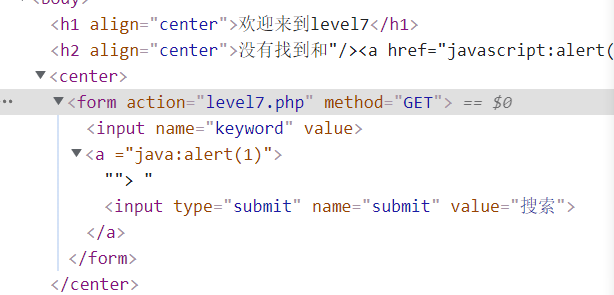 <body>
<h1 align="center">欢迎来到level7</h1>
<h2 align="center">没有找到和"/><a href="javascript:alert(
▼<center>
··▼<form action="level7.php" method="GET"> == $0
<input name="keyword" value>
▼<a ="java:alert(1)">
""> "
<input type="submit" name="submit" value="搜索">
</a>
</form>
</center>